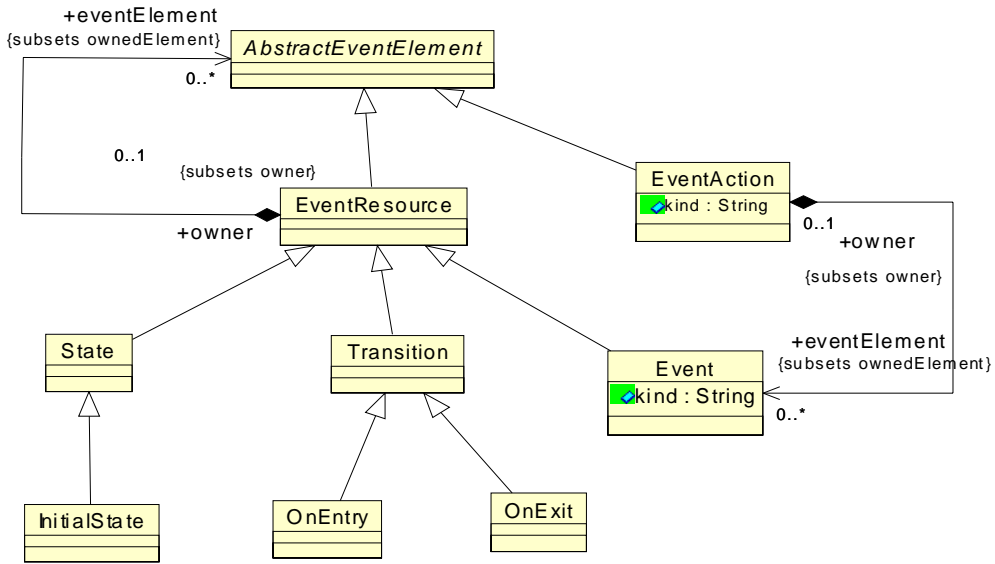 +eventElement
{subsets ownedElement}
AbstractEventElement
0..*
0..1
{subsets owner}
EventResource
+owner
EventAction
kind : String
0..1
+owner
{subsets owner}
State
Transition
Event
kind : String
+eventElement
{subsets ownedElement}
0..*
InitialState
OnEntry
OnExit